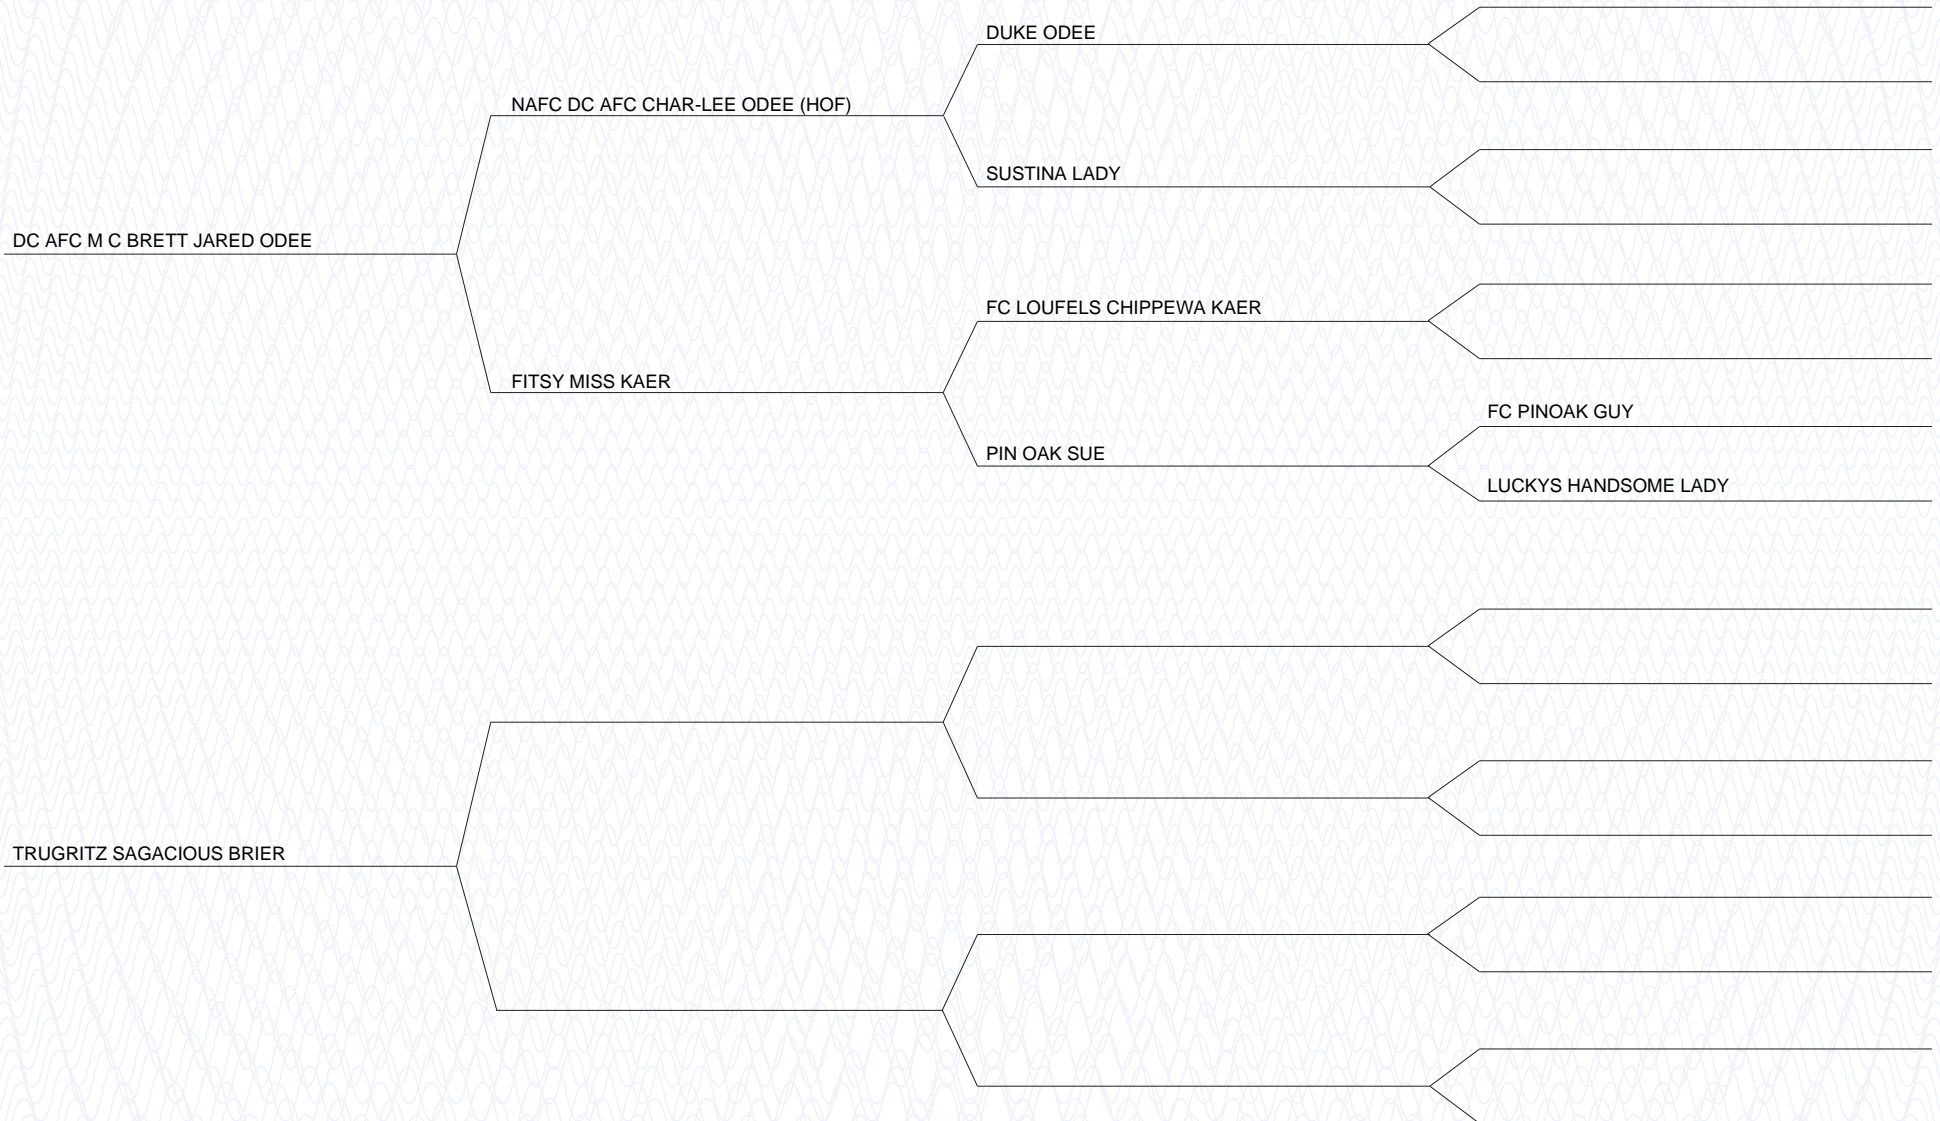 DUKE ODEE
NAFC DC AFC CHAR-LEE ODEE (HOF)
SUSTINA LADY
DC AFC M C BRETT JARED ODEE
FC LOUFELS CHIPPEWA KAER
FITSY MISS KAER
FC PINOAK GUY
PIN OAK SUE
LUCKYS HANDSOME LADY
TRUGRITZ SAGACIOUS BRIER